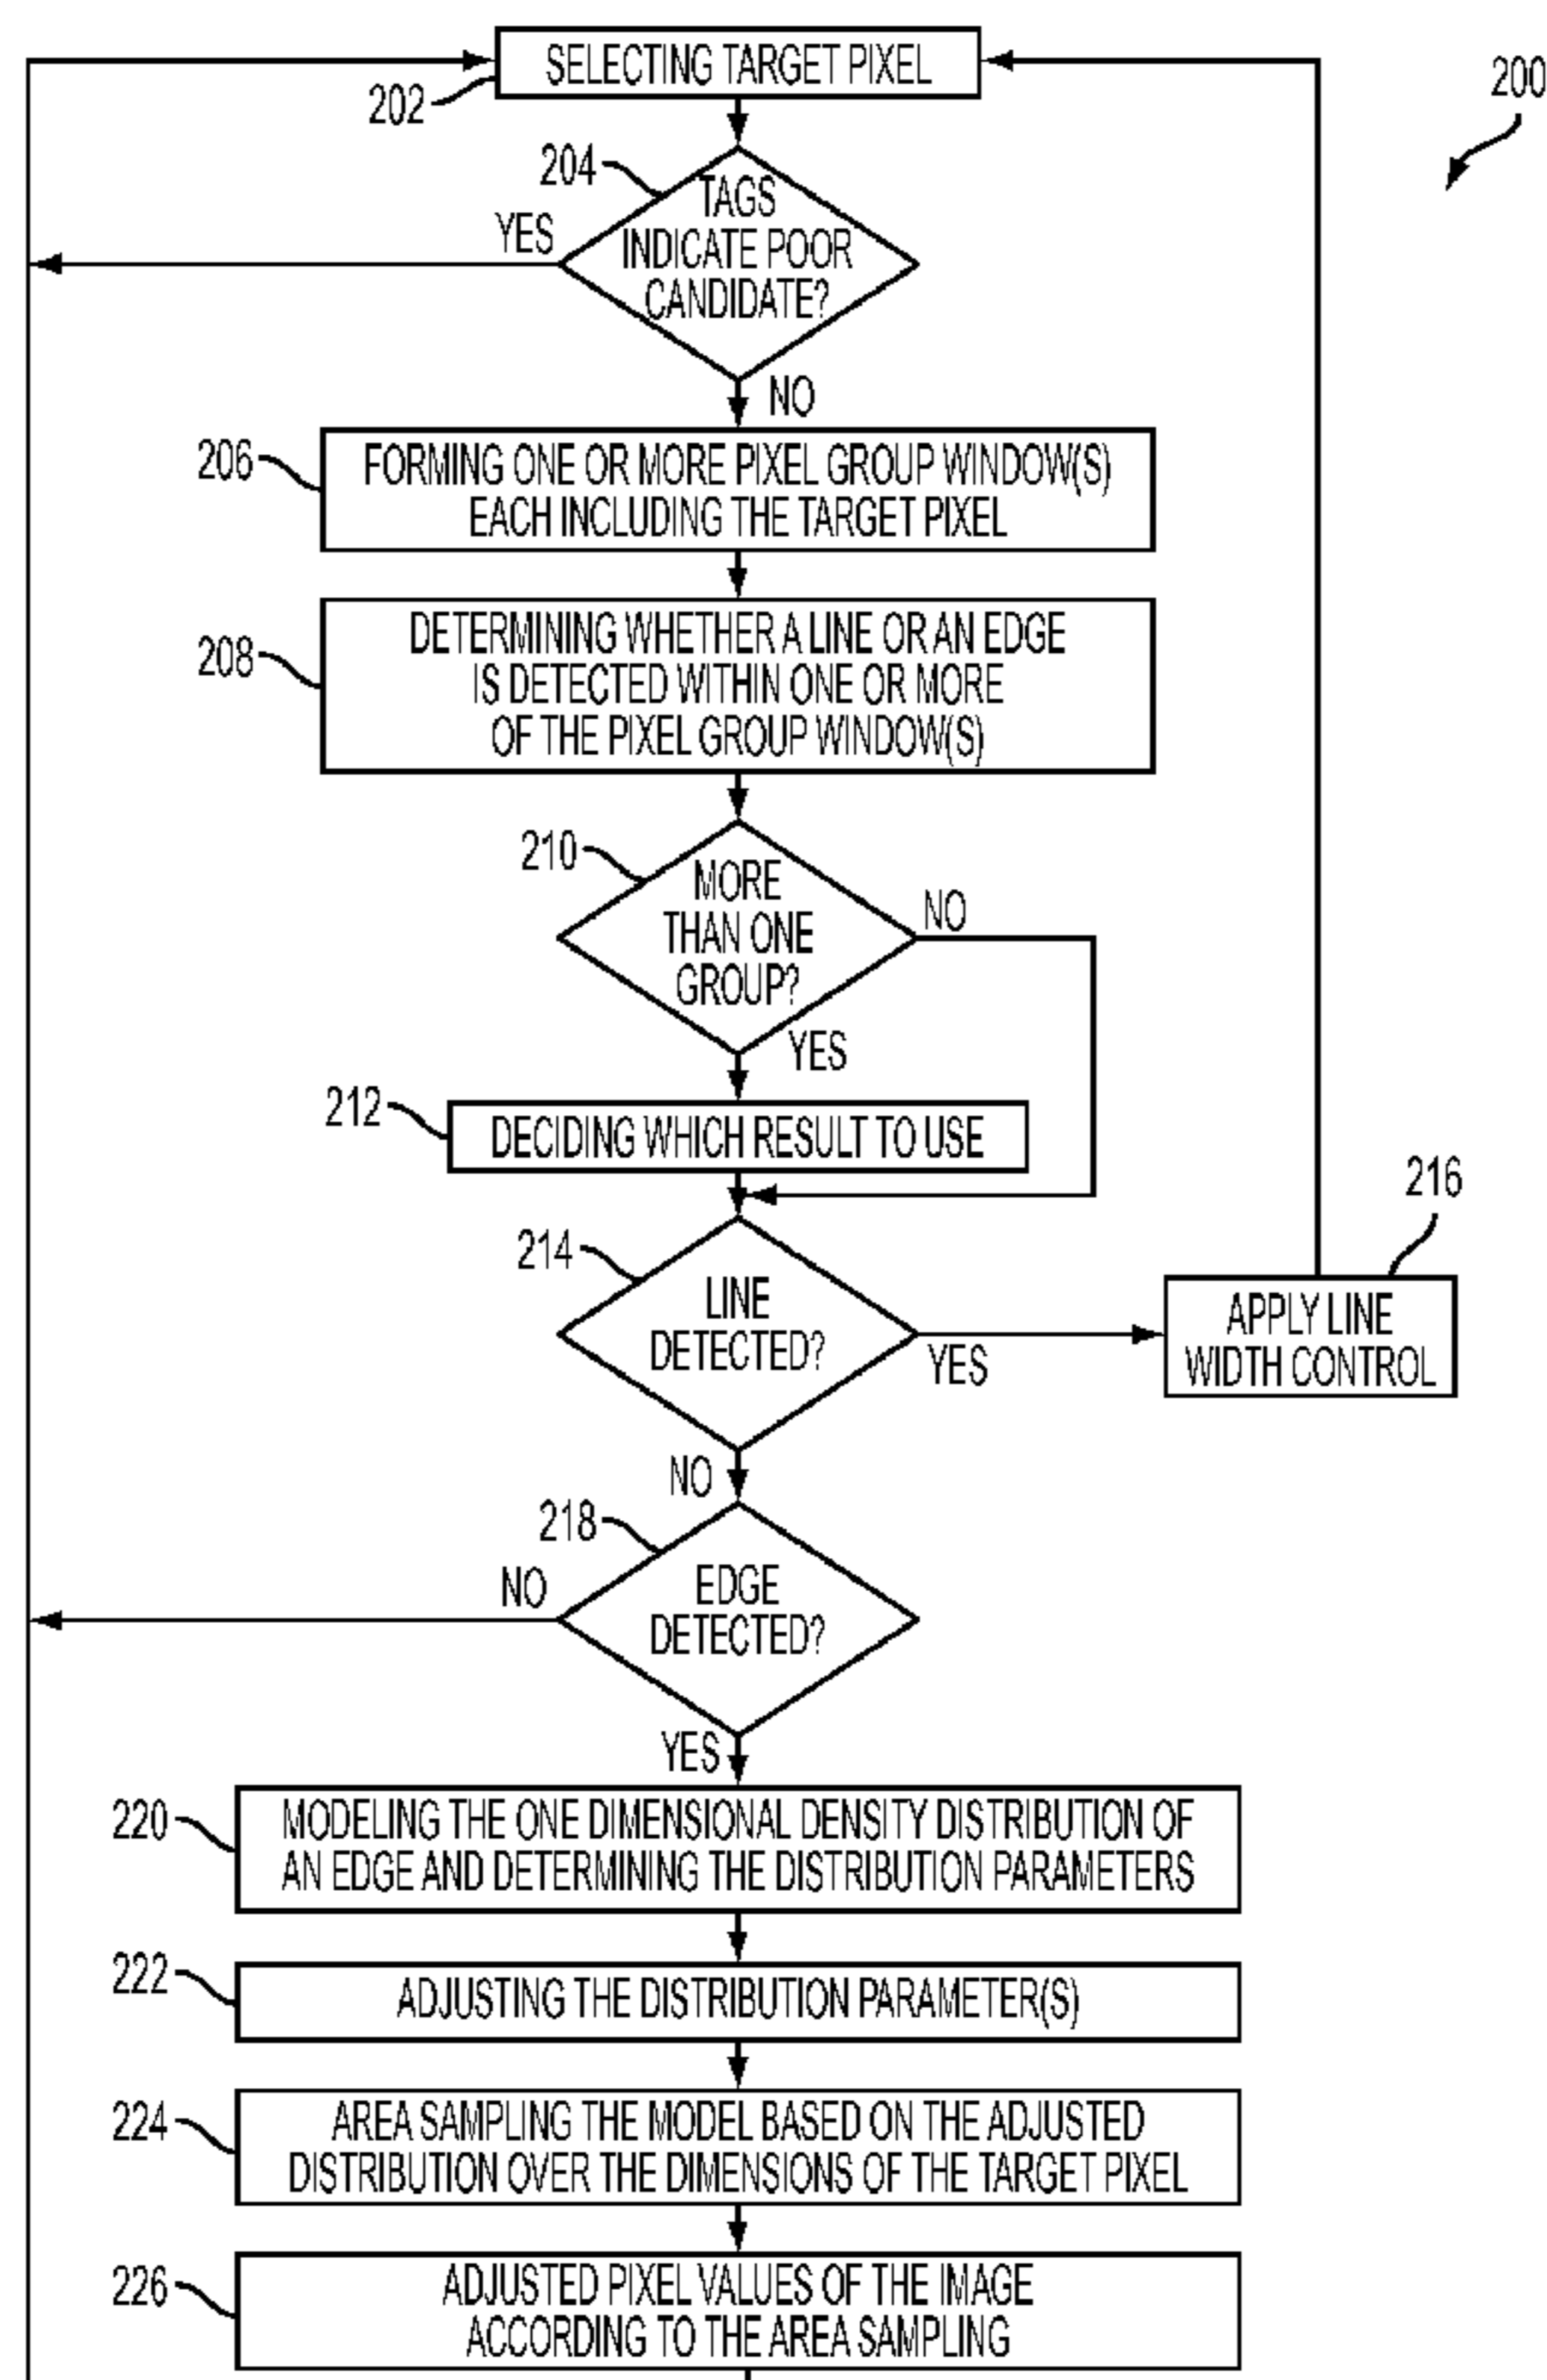 200
SELECTING TARGET PIXEL
202
204
TAGS
INDICATE POOR
CANDIDATE?
YES
NO
206
FORMING ONE OR MORE PIXEL GROUP WINDOW(S)
EACH INCLUDING THE TARGET PIXEL
208
DETERMINING WHETHER A LINE OR AN EDGE
IS DETECTED WITHIN ONE OR MORE
OF THE PIXEL GROUP WINDOW(S)
210
MORE
THAN ONE
GROUP?
NO
YES
212
DECIDING WHICH RESULT TO USE
214
LINE
DETECTED?
YES
216
APPLY LINE
WIDTH CONTROL
NO
218
EDGE
DETECTED?
NO
YES
220
MODELING THE ONE DIMENSIONAL DENSITY DISTRIBUTION OF
AN EDGE AND DETERMINING THE DISTRIBUTION PARAMETERS
222
ADJUSTING THE DISTRIBUTION PARAMETER(S)
224
AREA SAMPLING THE MODEL BASED ON THE ADJUSTED
DISTRIBUTION OVER THE DIMENSIONS OF THE TARGET PIXEL
226
ADJUSTED PIXEL VALUES OF THE IMAGE
ACCORDING TO THE AREA SAMPLING